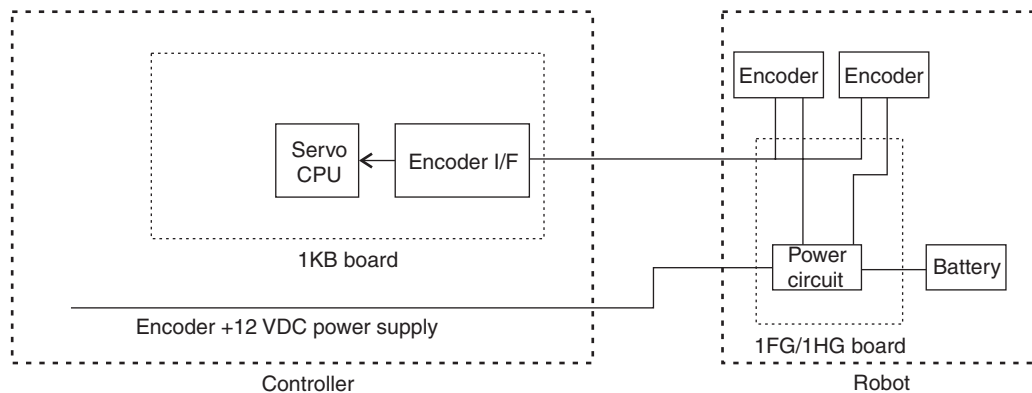 Encoder
Encoder
Servo
CPU
Encoder I/F
1KB board
Power
circuit
Battery
Encoder +12 VDC power supply
1FG/1HG board
Controller
Robot